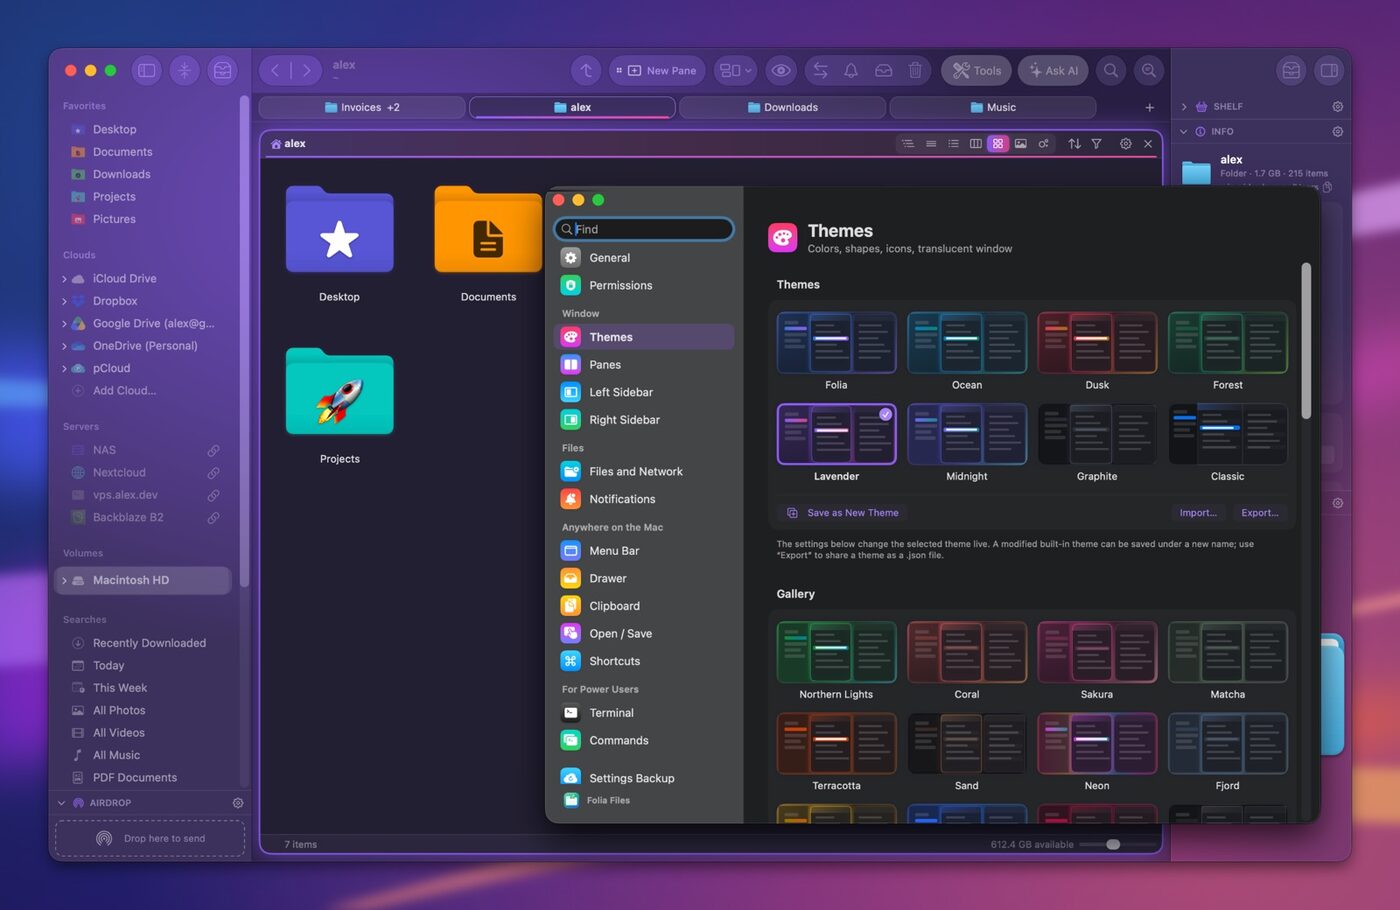 alex
~
New Pane
Tools
Ask AI
Invoices +2
alex
Downloads
Music
Favorites
Desktop
Documents
Downloads
Projects
Pictures
Clouds
iCloud Drive
Dropbox
Google Drive (alex@g...
OneDrive (Personal)
pCloud
Add Cloud...
Servers
NAS
Nextcloud
vps.alex.dev
Backblaze B2
Volumes
Macintosh HD
Searches
Recently Downloaded
Today
This Week
All Photos
All Videos
All Music
PDF Documents
AIRDROP
Drop here to send
alex
Desktop
Documents
Projects
7 items
612.4 GB available
SHELF
INFO
alex
Folder · 1.7 GB · 215 items
Find
General
Permissions
Window
Themes
Panes
Left Sidebar
Right Sidebar
Files
Files and Network
Notifications
Anywhere on the Mac
Menu Bar
Drawer
Clipboard
Open / Save
Shortcuts
For Power Users
Terminal
Commands
Settings Backup
Folia Files
Themes
Colors, shapes, icons, translucent window
Themes
Folia
Ocean
Dusk
Forest
Lavender
Midnight
Graphite
Classic
Save as New Theme
Import...
Export...
The settings below change the selected theme live. A modified built-in theme can be saved under a new name; use
"Export" to share a theme as a .json file.
Gallery
Northern Lights
Coral
Sakura
Matcha
Terracotta
Sand
Neon
Fjord